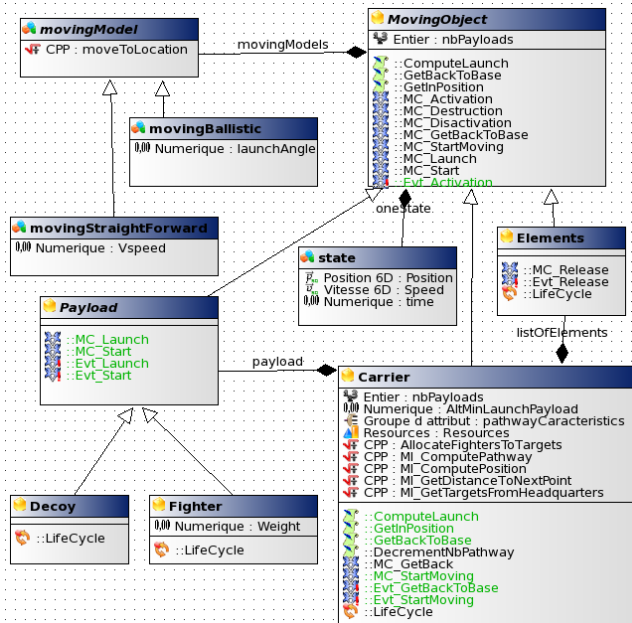 movingModel
CPP : moveToLocation
movingModels
MovingObject
Entier : nbPayloads
::ComputeLaunch
::GetBackToBase
::GetInPosition
::MC_Activation
::MC_Destruction
::MC_Disactivation
::MC_GetBackToBase
::MC_StartMoving
::MC_Launch
::MC_Start
::Evt_Activation
movingBallistic
0,00 Numerique : launchAngle
movingStraightForward
0,00 Numerique : Vspeed
oneState
state
Position 6D : Position
Vitesse 6D : Speed
0,00 Numerique : time
Elements
::MC_Release
::Evt_Release
::LifeCycle
listOfElements
Payload
::MC_Launch
::MC_Start
::Evt_Launch
::Evt_Start
payload
Carrier
Entier : nbPayloads
0,00 Numerique : AltMinLaunchPayload
Groupe d attribut : pathwayCaracteristics
Resources : Resources
CPP : AllocateFightersToTargets
CPP : MI_ComputePathway
CPP : MI_ComputePosition
CPP : MI_GetDistanceToNextPoint
CPP : MI_GetTargetsFromHeadquarters
::ComputeLaunch
::GetInPosition
::GetBackToBase
::DecrementNbPathway
::MC_GetBack
::MC_StartMoving
::Evt_GetBackToBase
::Evt_StartMoving
::LifeCycle
Decoy
::LifeCycle
Fighter
0,00 Numerique : Weight
::LifeCycle